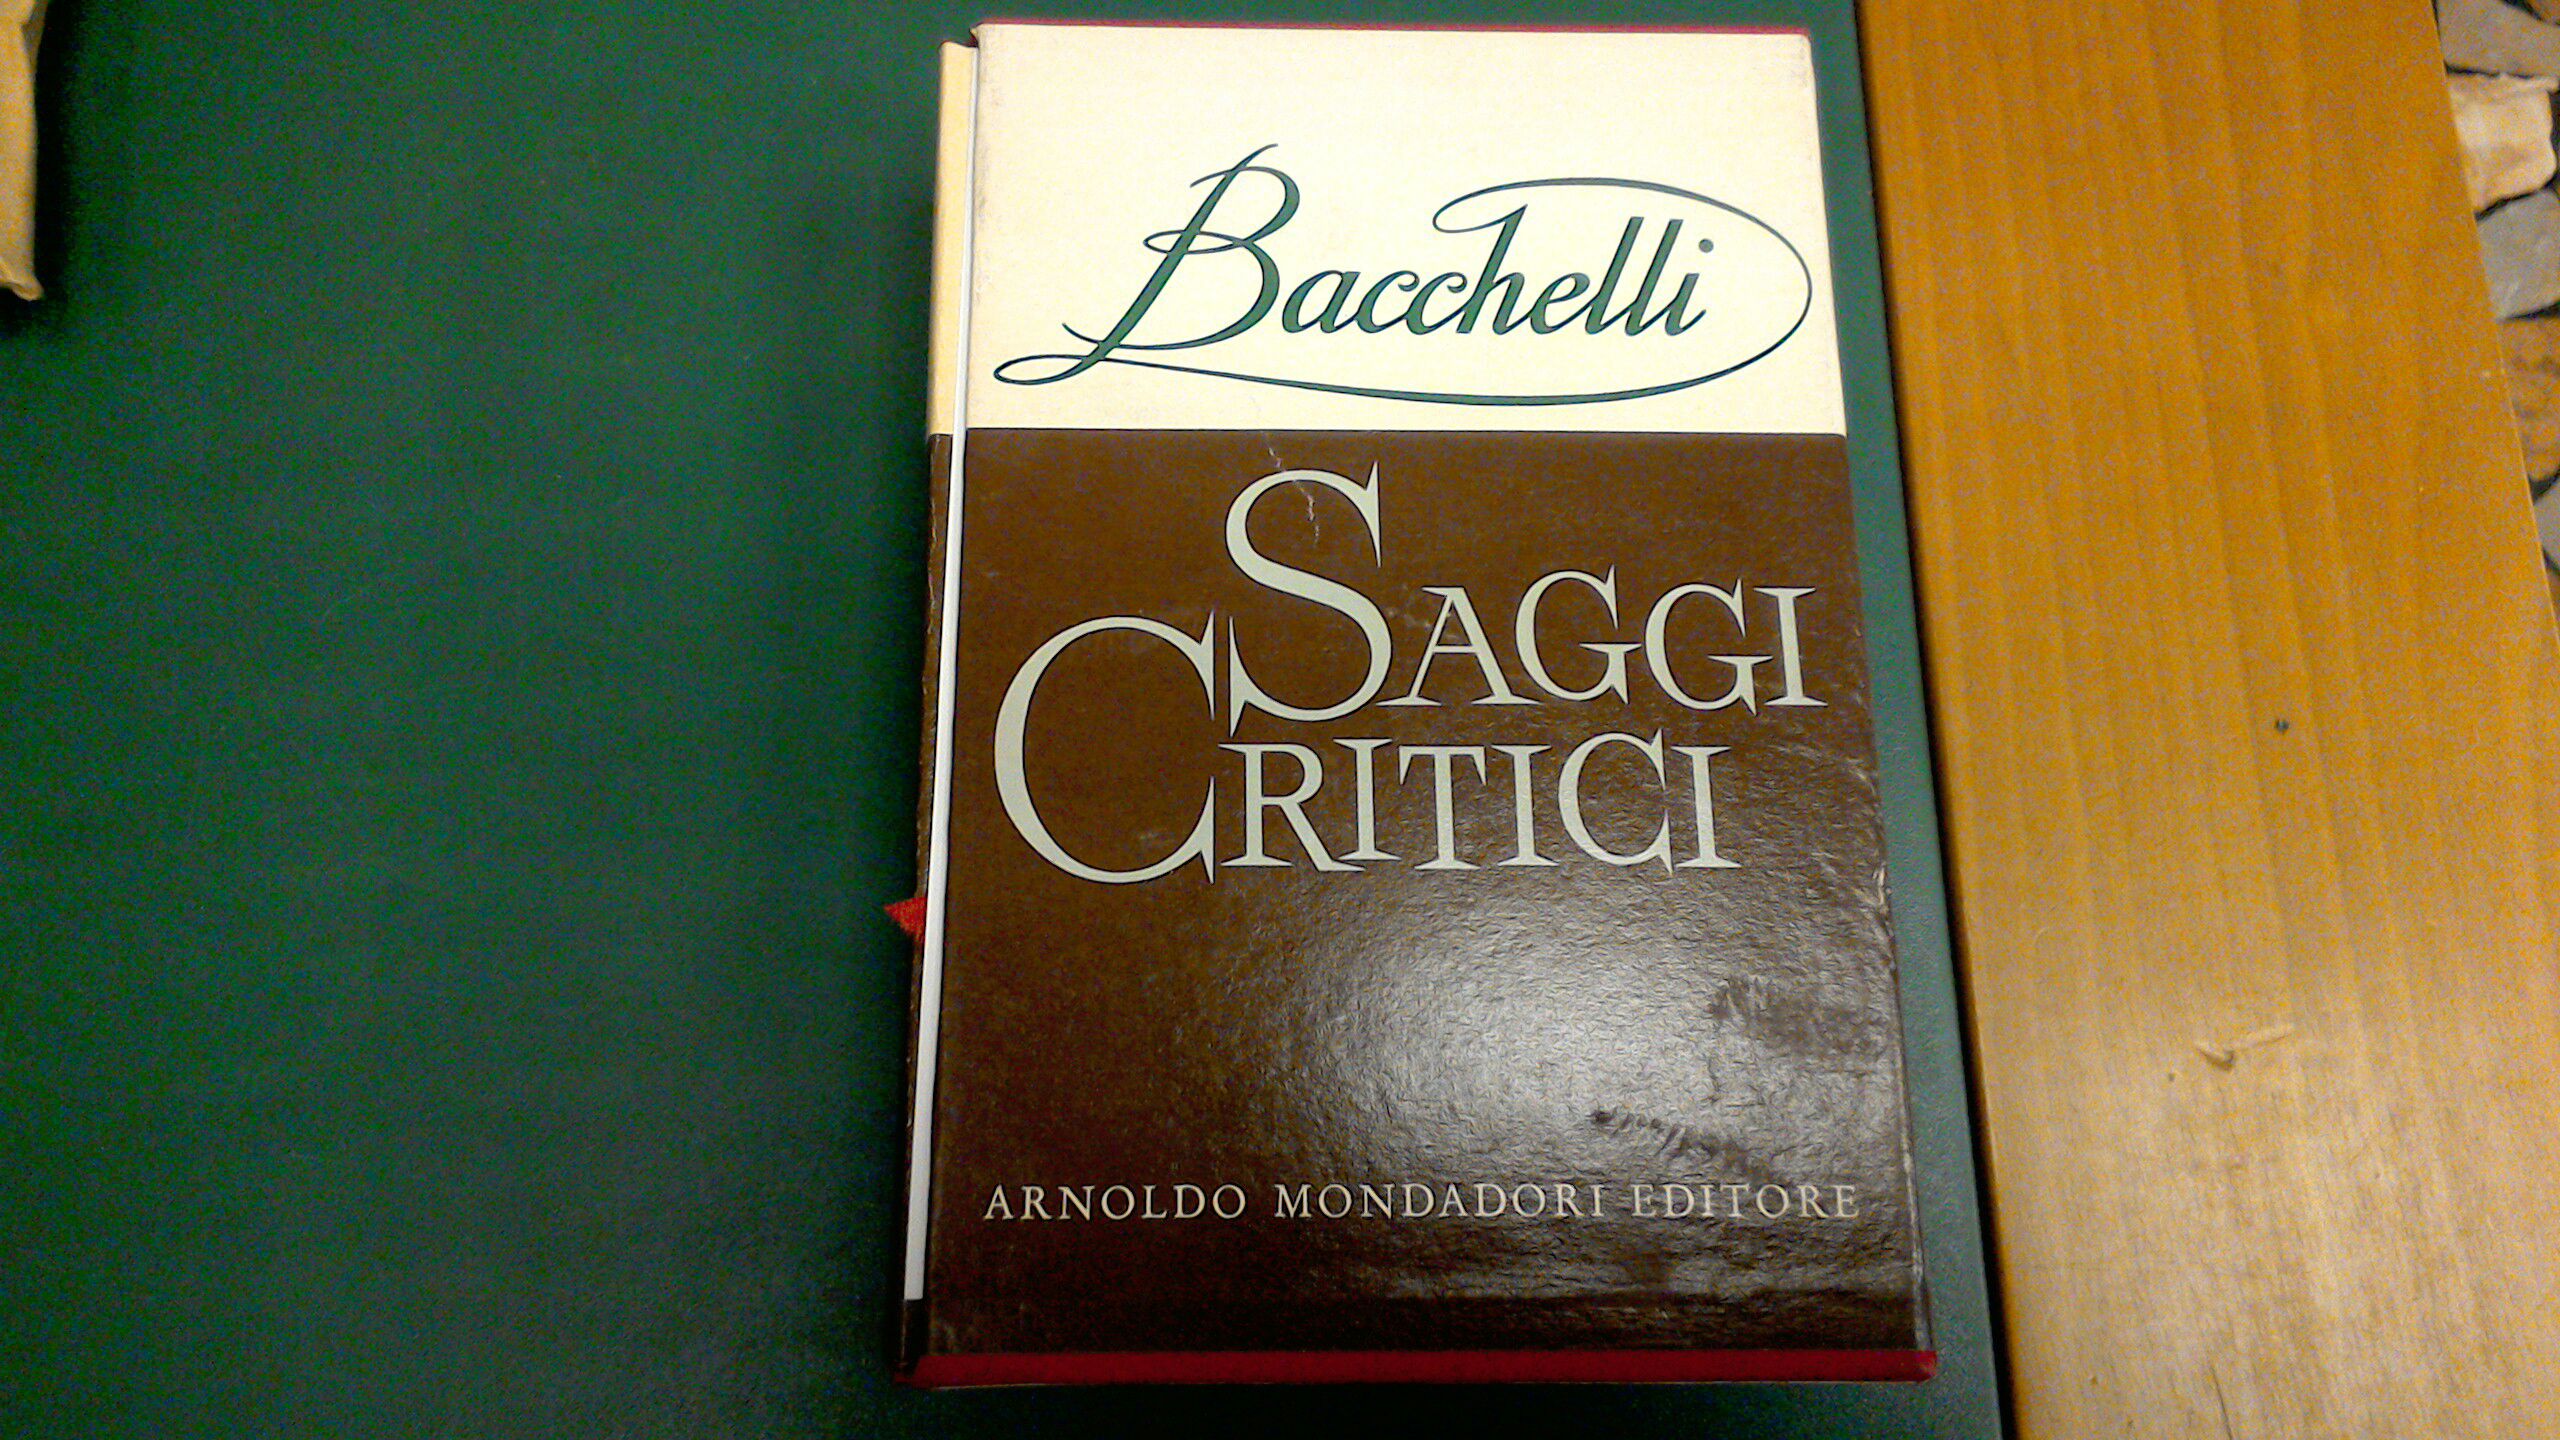 Bacchelli
SAGGI
CRITICI
ARNOLDO MONDADORI EDITORE